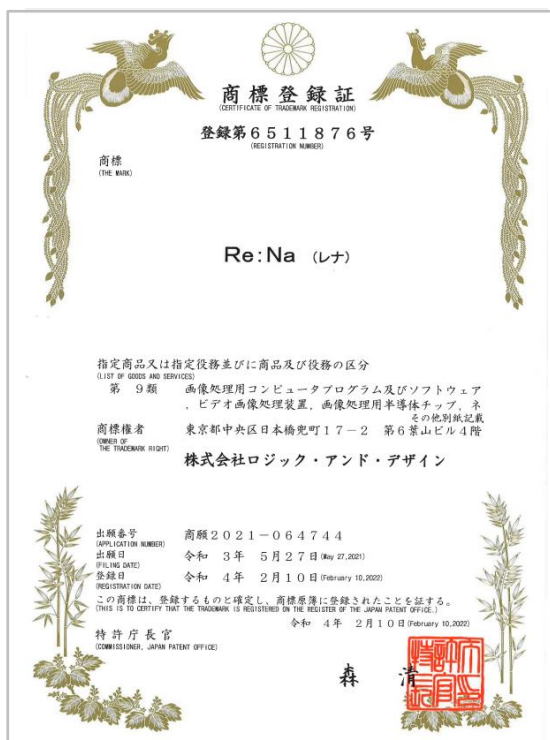 商標登録証
(CERTIFICATE OF TRADEMARK REGISTRATION)
登録第6511876号
(REGISTRATION NUMBER)
商標
(THE MARK)
Re:Na (レナ)
指定商品又は指定役務並びに商品及び役務の区分
(LIST OF GOODS AND SERVICES)
第 9類 画像処理用コンピュータプログラム及びソフトウェア
，ビデオ画像処理装置，画像処理用半導体チップ，ネ
その他別紙記載
商標権者 東京都中央区日本橋兜町17-2 第6葉山ビル4階
(OWNER OF THE TRADEMARK RIGHT)
株式会社ロジック・アンド・デザイン
出願番号 商願2021-064744
(APPLICATION NUMBER)
出願日 令和 3年 5月27日(May 27,2021)
(FILING DATE)
登録日 令和 4年 2月10日(February 10,2022)
(REGISTRATION DATE)
この商標は、登録するものと確定し、商標原簿に登録されたことを証する。
(THIS IS TO CERTIFY THAT THE TRADEMARK IS REGISTERED ON THE REGISTER OF THE JAPAN PATENT OFFICE.)
令和 4年 2月10日(February 10,2022)
特許庁長官
(COMMISSIONER, JAPAN PATENT OFFICE)
森 清